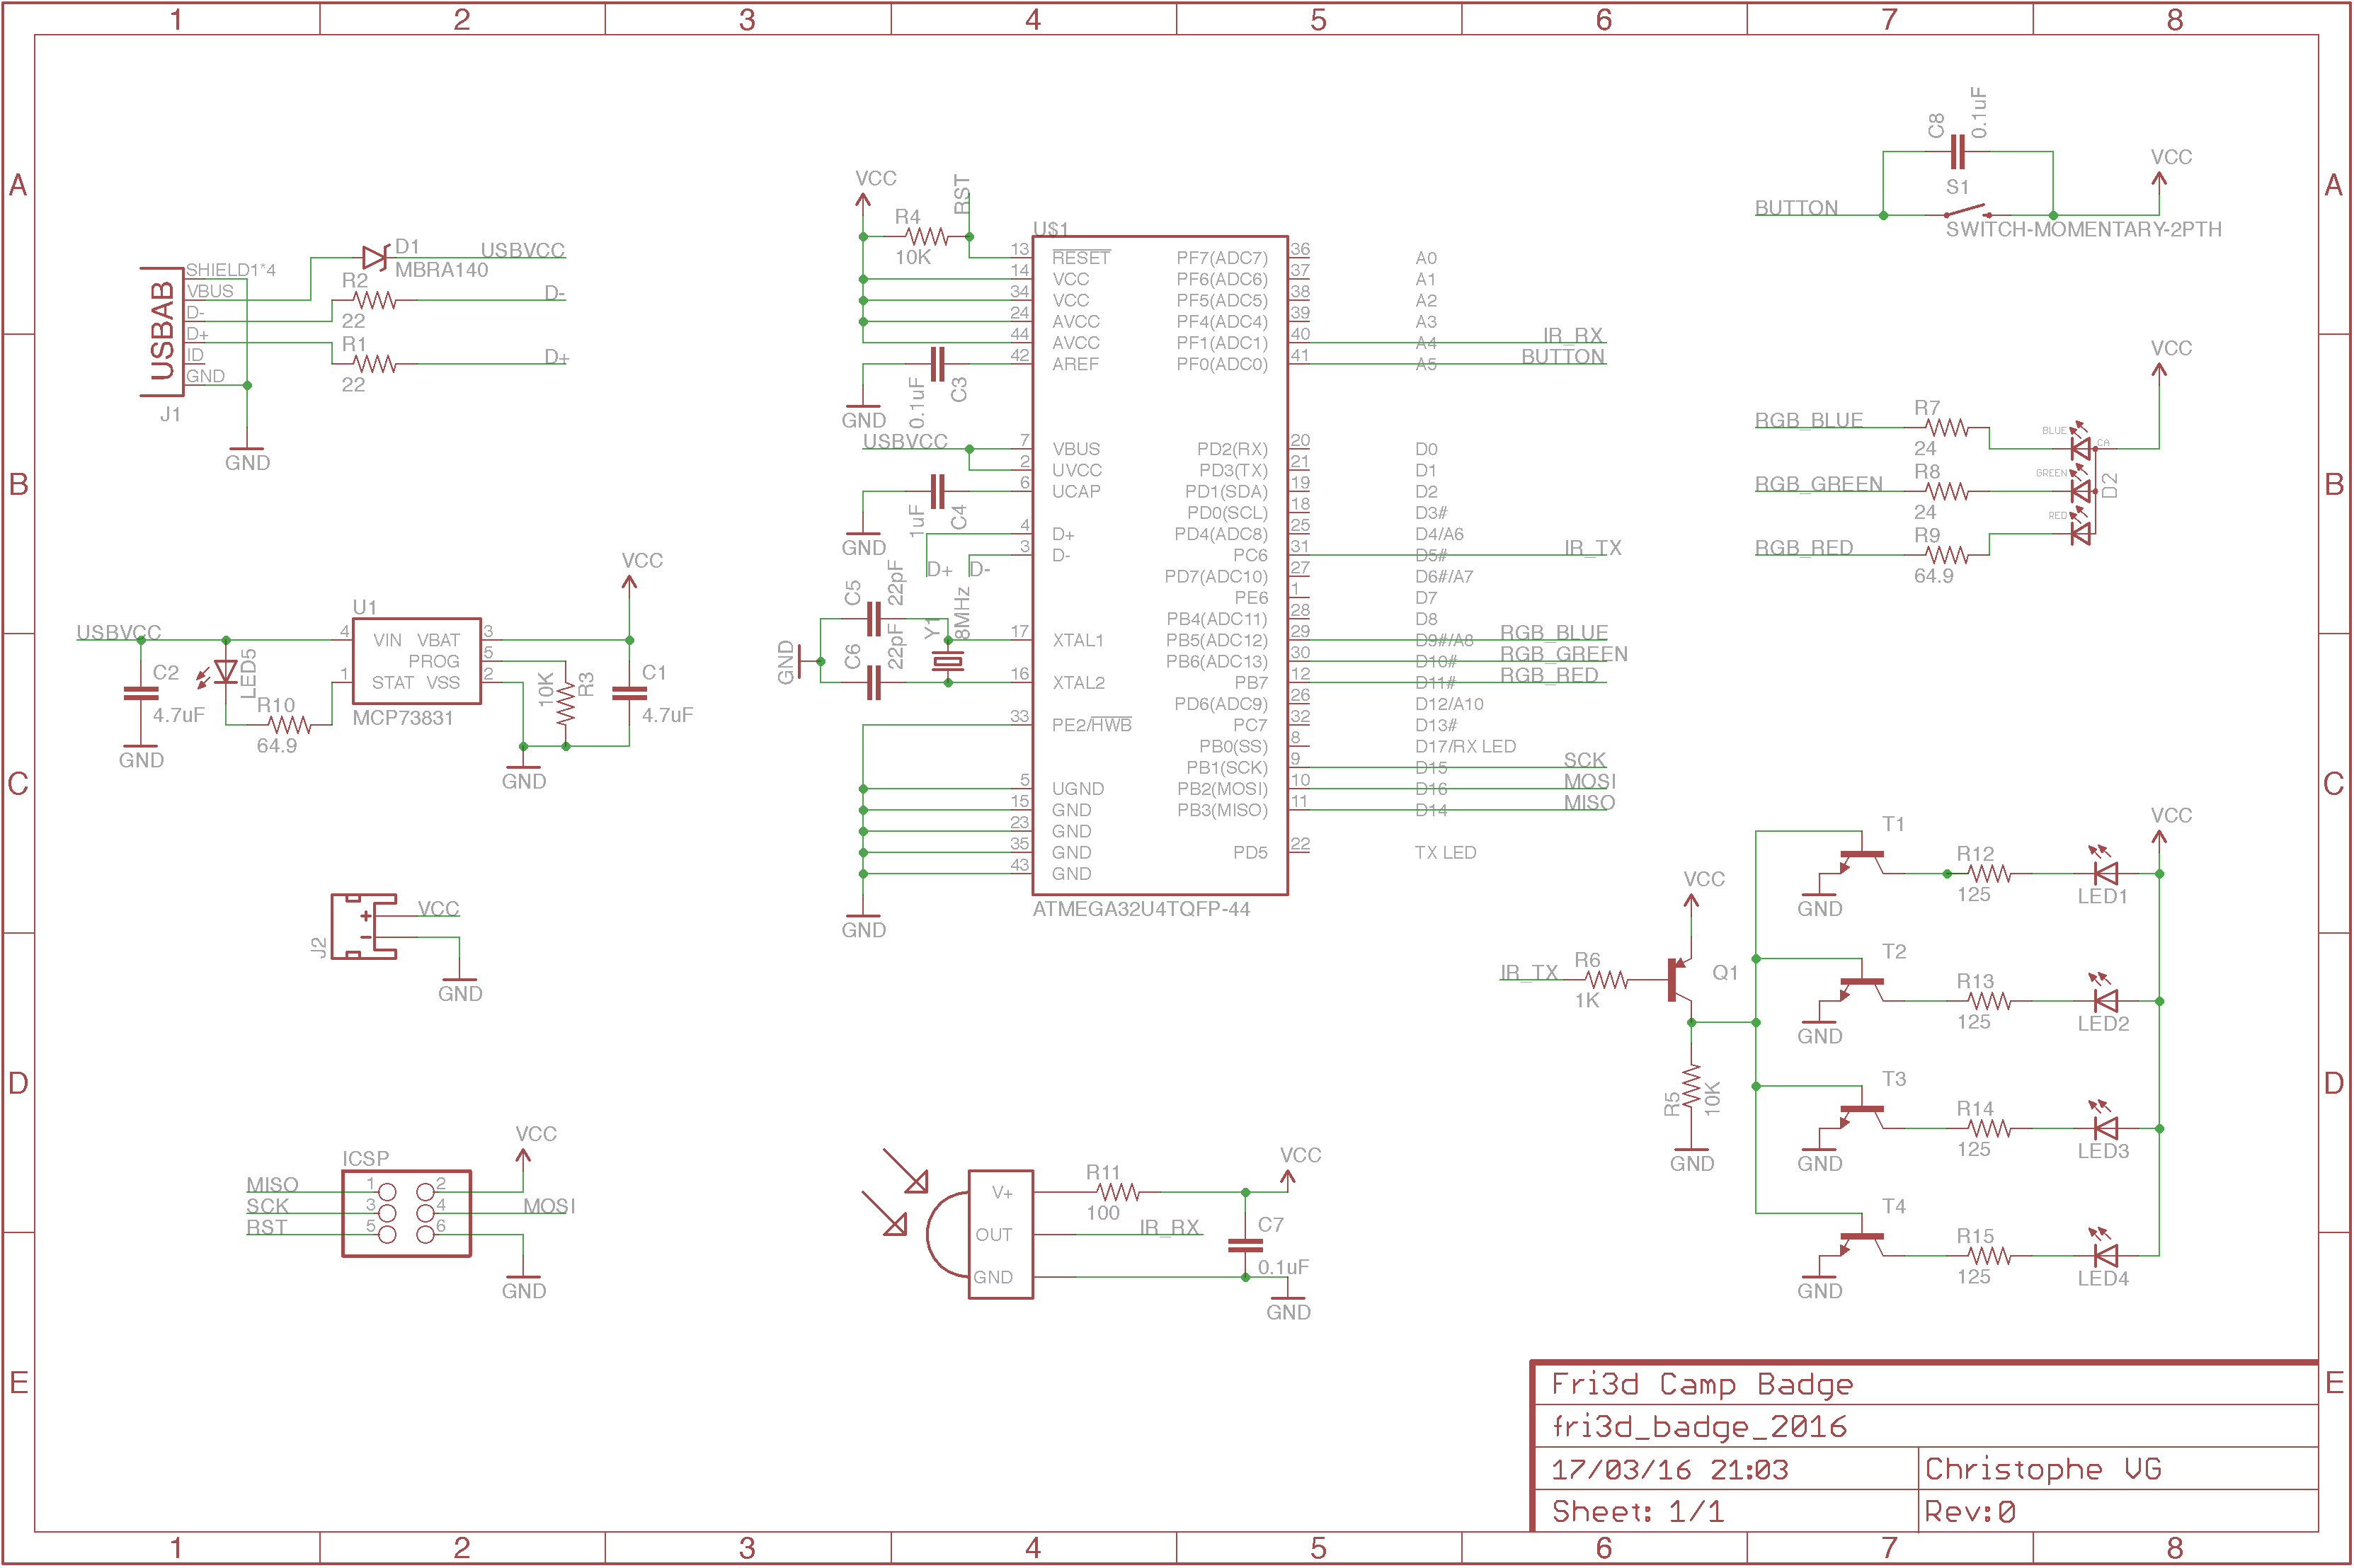 1 2 3 4 5 6 7 8
A
B
C
D
E
A
B
C
D
E
1 2 3 4 5 6 7 8
USBAB
SHIELD1*4
VBUS
D-
D+
ID
GND
J1
GND
D1
MBRA140
USBVCC
R2
22
D-
R1
22
D+
USBVCC
C2
4.7uF
GND
LED5
R10
64.9
U1
4 VIN VBAT 3
PROG 5
1 STAT VSS 2
MCP73831
10K
R3
GND
VCC
C1
4.7uF
J2
+
-
VCC
GND
ICSP
MISO 1 2
SCK 3 4 MOSI
RST 5 6
VCC
GND
VCC
R4
10K
RST
0.1uF
C3
GND
USBVCC
1uF
C4
GND
D+ D-
C5
22pF
C6
22pF
Y1
8MHz
GND
GND
U$1
13 RESET
14 VCC
34 VCC
24 AVCC
44 AVCC
42 AREF
7 VBUS
2 UVCC
6 UCAP
4 D+
3 D-
17 XTAL1
16 XTAL2
33 PE2/HWB
5 UGND
15 GND
23 GND
35 GND
43 GND
PF7(ADC7) 36 A0
PF6(ADC6) 37 A1
PF5(ADC5) 38 A2
PF4(ADC4) 39 A3
PF1(ADC1) 40 A4 IR_RX
PF0(ADC0) 41 A5 BUTTON
PD2(RX) 20 D0
PD3(TX) 21 D1
PD1(SDA) 19 D2
PD0(SCL) 18 D3#
PD4(ADC8) 25 D4/A6
PC6 31 D5# IR_TX
PD7(ADC10) 27 D6#/A7
PE6 1 D7
PB4(ADC11) 28 D8
PB5(ADC12) 29 D9#/A8 RGB_BLUE
PB6(ADC13) 30 D10# RGB_GREEN
PB7 12 D11# RGB_RED
PD6(ADC9) 26 D12/A10
PC7 32 D13#
PB0(SS) 8 D17/RX LED
PB1(SCK) 9 D15 SCK
PB2(MOSI) 10 D16 MOSI
PB3(MISO) 11 D14 MISO
PD5 22 TX LED
ATMEGA32U4TQFP-44
V+
OUT
GND
R11
100
IR_RX
VCC
C7
0.1uF
GND
C8
0.1uF
S1
BUTTON
SWITCH-MOMENTARY-2PTH
VCC
RGB_BLUE
R7
24
RGB_GREEN
R8
24
RGB_RED
R9
64.9
BLUE
GREEN
RED
CA
D2
VCC
IR_TX
R6
1K
VCC
Q1
R5
10K
GND
VCC
T1
GND
R12
125
LED1
T2
GND
R13
125
LED2
T3
GND
R14
125
LED3
T4
GND
R15
125
LED4
Fri3d Camp Badge
fri3d_badge_2016
17/03/16 21:03
Christophe VG
Sheet: 1/1
Rev:0